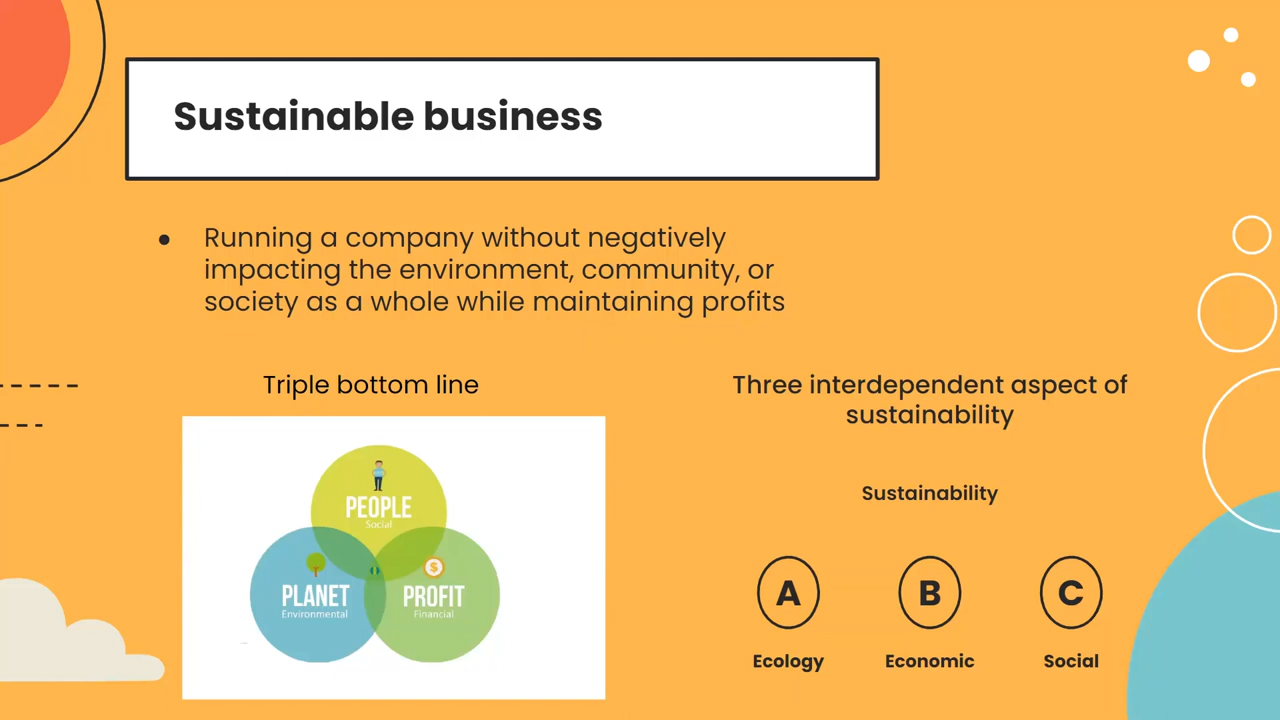 Sustainable business
● Running a company without negatively
impacting the environment, community, or
society as a whole while maintaining profits
Triple bottom line
PEOPLE
Social
PLANET
Environmental
PROFIT
Financial
Three interdependent aspect of
sustainability
Sustainability
A B C
Ecology Economic Social